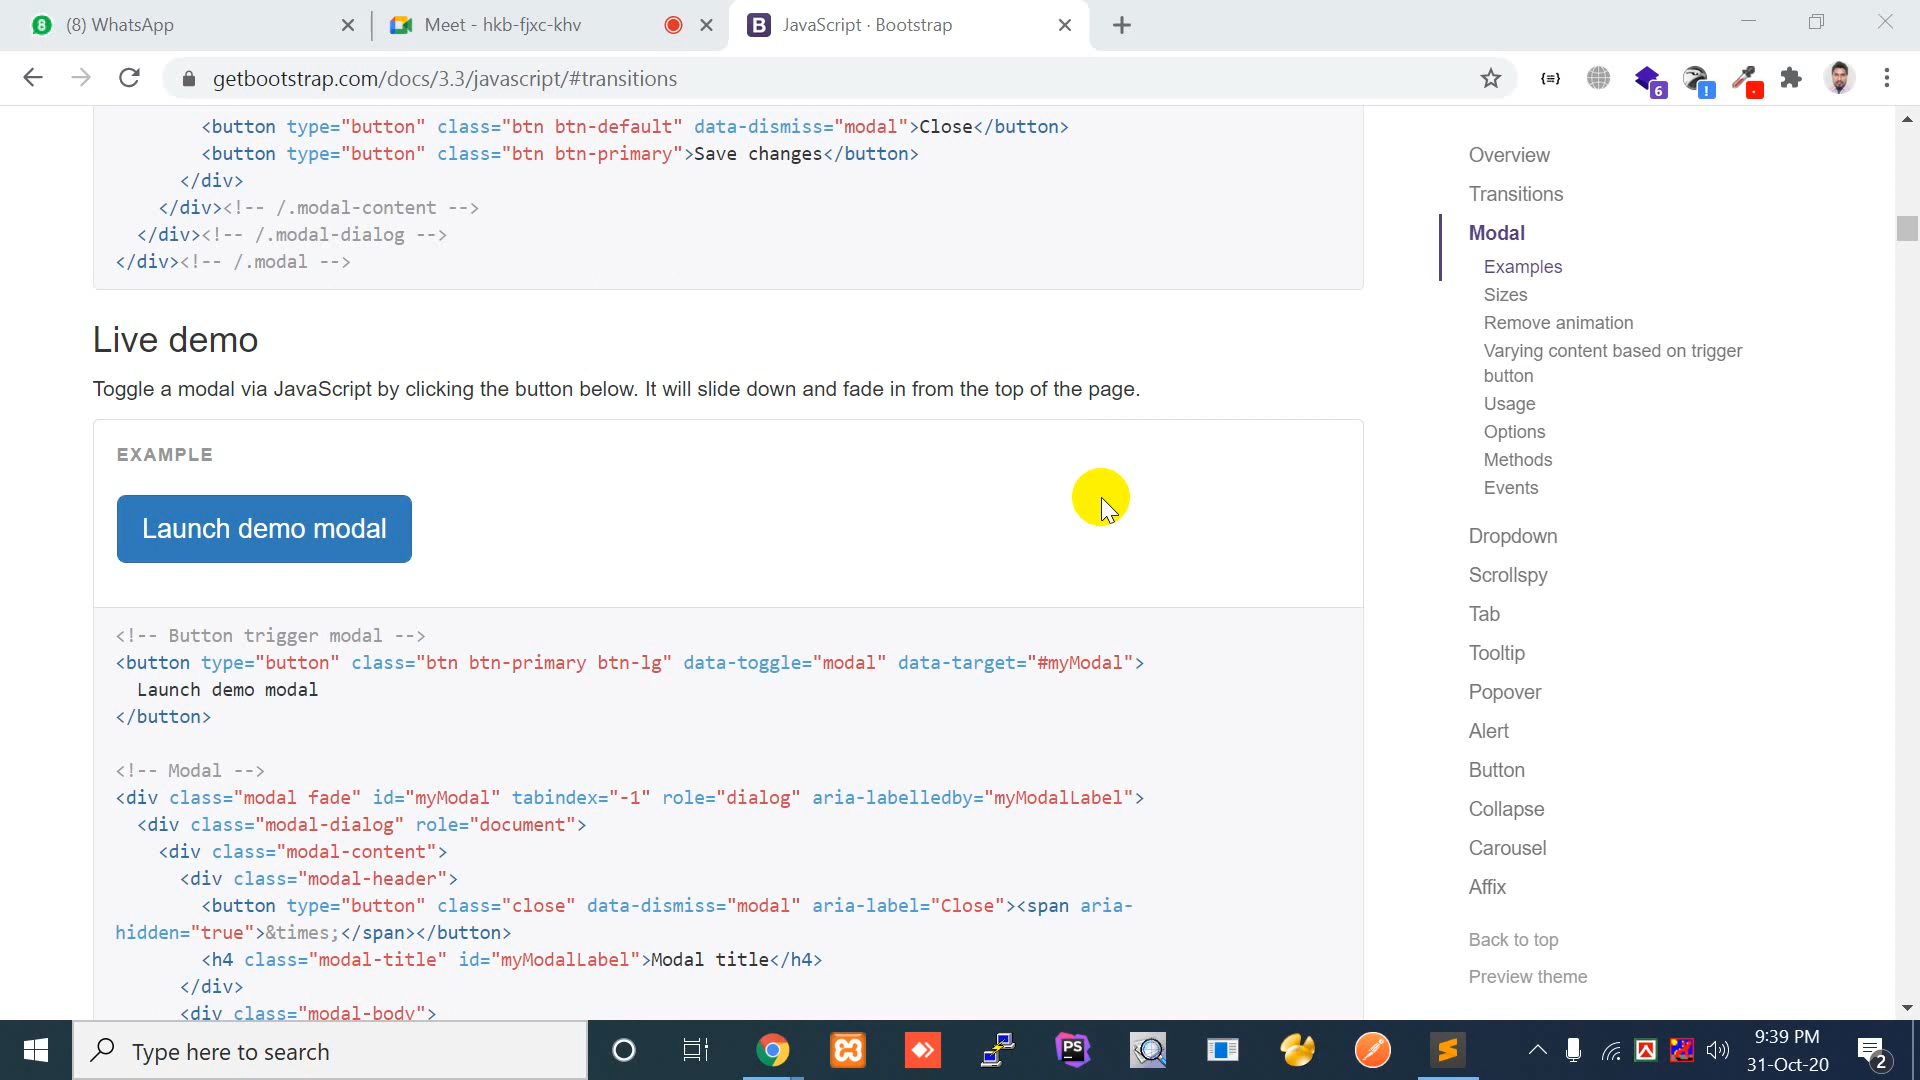 (8) WhatsApp
Meet - hkb-fjxc-khv
JavaScript · Bootstrap
getbootstrap.com/docs/3.3/javascript/#transitions
<button type="button" class="btn btn-default" data-dismiss="modal">Close</button>
<button type="button" class="btn btn-primary">Save changes</button>
</div>
</div><!-- /.modal-content -->
</div><!-- /.modal-dialog -->
</div><!-- /.modal -->
Live demo
Toggle a modal via JavaScript by clicking the button below. It will slide down and fade in from the top of the page.
EXAMPLE
Launch demo modal
<!-- Button trigger modal -->
<button type="button" class="btn btn-primary btn-lg" data-toggle="modal" data-target="#myModal">
Launch demo modal
</button>
<!-- Modal -->
<div class="modal fade" id="myModal" tabindex="-1" role="dialog" aria-labelledby="myModalLabel">
<div class="modal-dialog" role="document">
<div class="modal-content">
<div class="modal-header">
<button type="button" class="close" data-dismiss="modal" aria-label="Close"><span aria-
hidden="true">&times;</span></button>
<h4 class="modal-title" id="myModalLabel">Modal title</h4>
</div>
<div class="modal-body">
Overview
Transitions
Modal
Examples
Sizes
Remove animation
Varying content based on trigger
button
Usage
Options
Methods
Events
Dropdown
Scrollspy
Tab
Tooltip
Popover
Alert
Button
Collapse
Carousel
Affix
Back to top
Preview theme
Type here to search
PS
9:39 PM
31-Oct-20
2